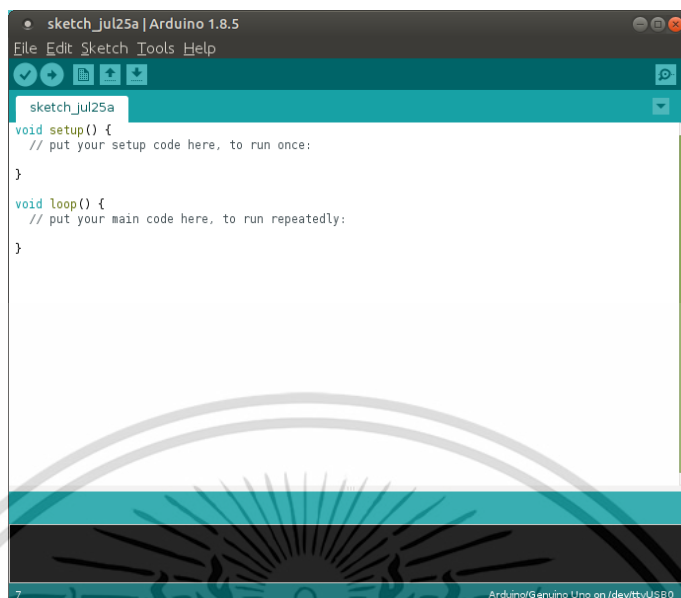 sketch_jul25a | Arduino 1.8.5
File Edit Sketch Tools Help
sketch_jul25a
void setup() {
  // put your setup code here, to run once:
}
void loop() {
  // put your main code here, to run repeatedly:
}
7
Arduino/Genuino Uno on /dev/ttyUSB0